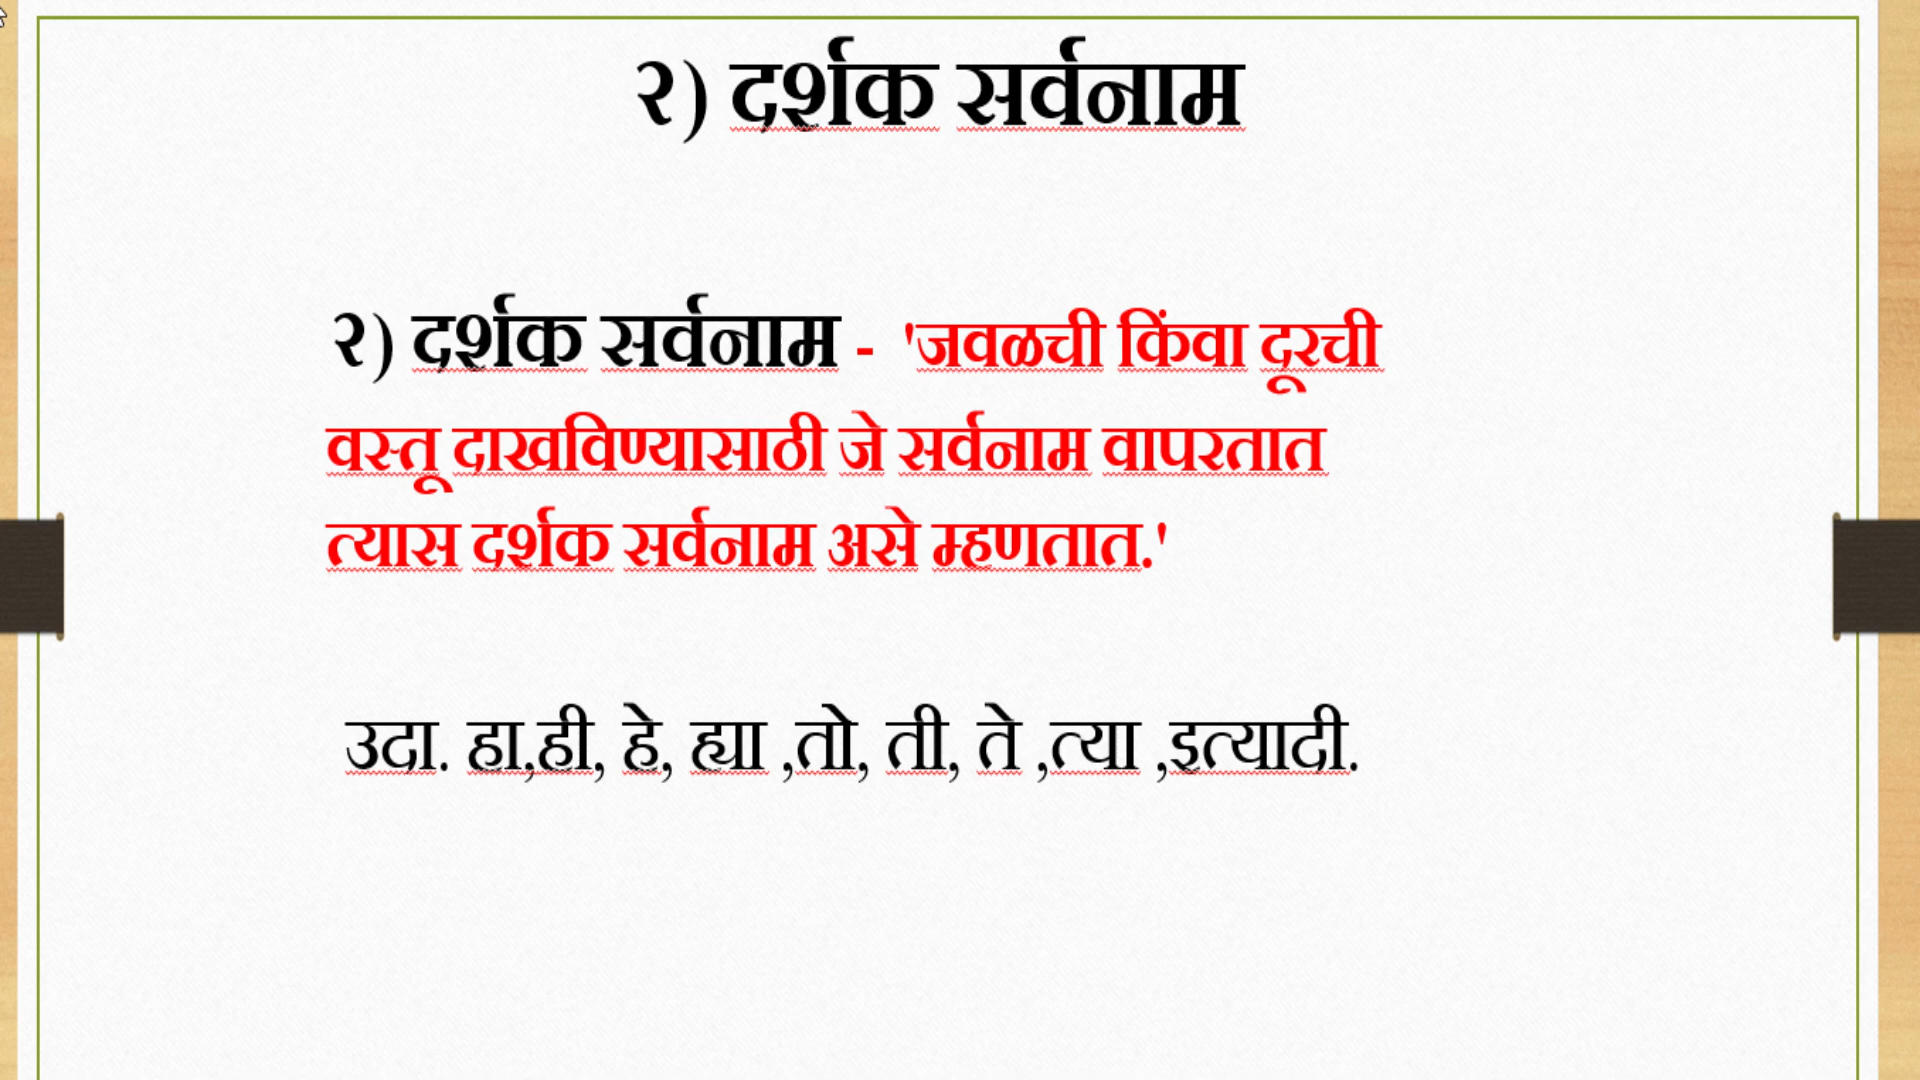 २) दर्शक सर्वनाम
२) दर्शक सर्वनाम - 'जवळची किंवा दूरची
वस्तू दाखविण्यासाठी जे सर्वनाम वापरतात
त्यास दर्शक सर्वनाम असे म्हणतात.'
उदा. हा,ही, हे, ह्या ,तो, ती, ते ,त्या ,इत्यादी.